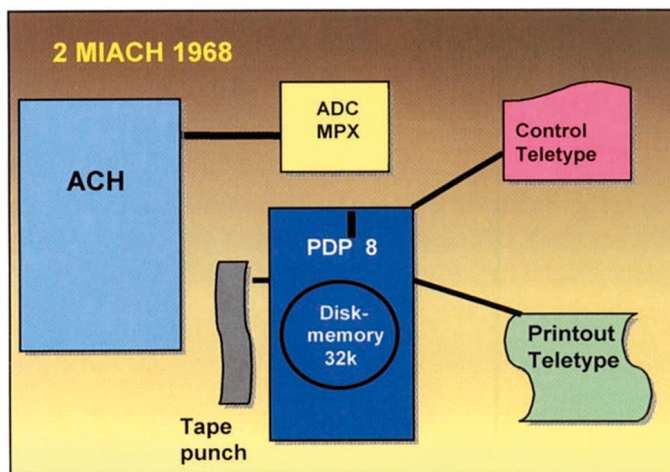 2 MIACH 1968
ADC
MPX
Control
Teletype
ACH
PDP 8
Disk-
memory
32k
Printout
Teletype
Tape
punch